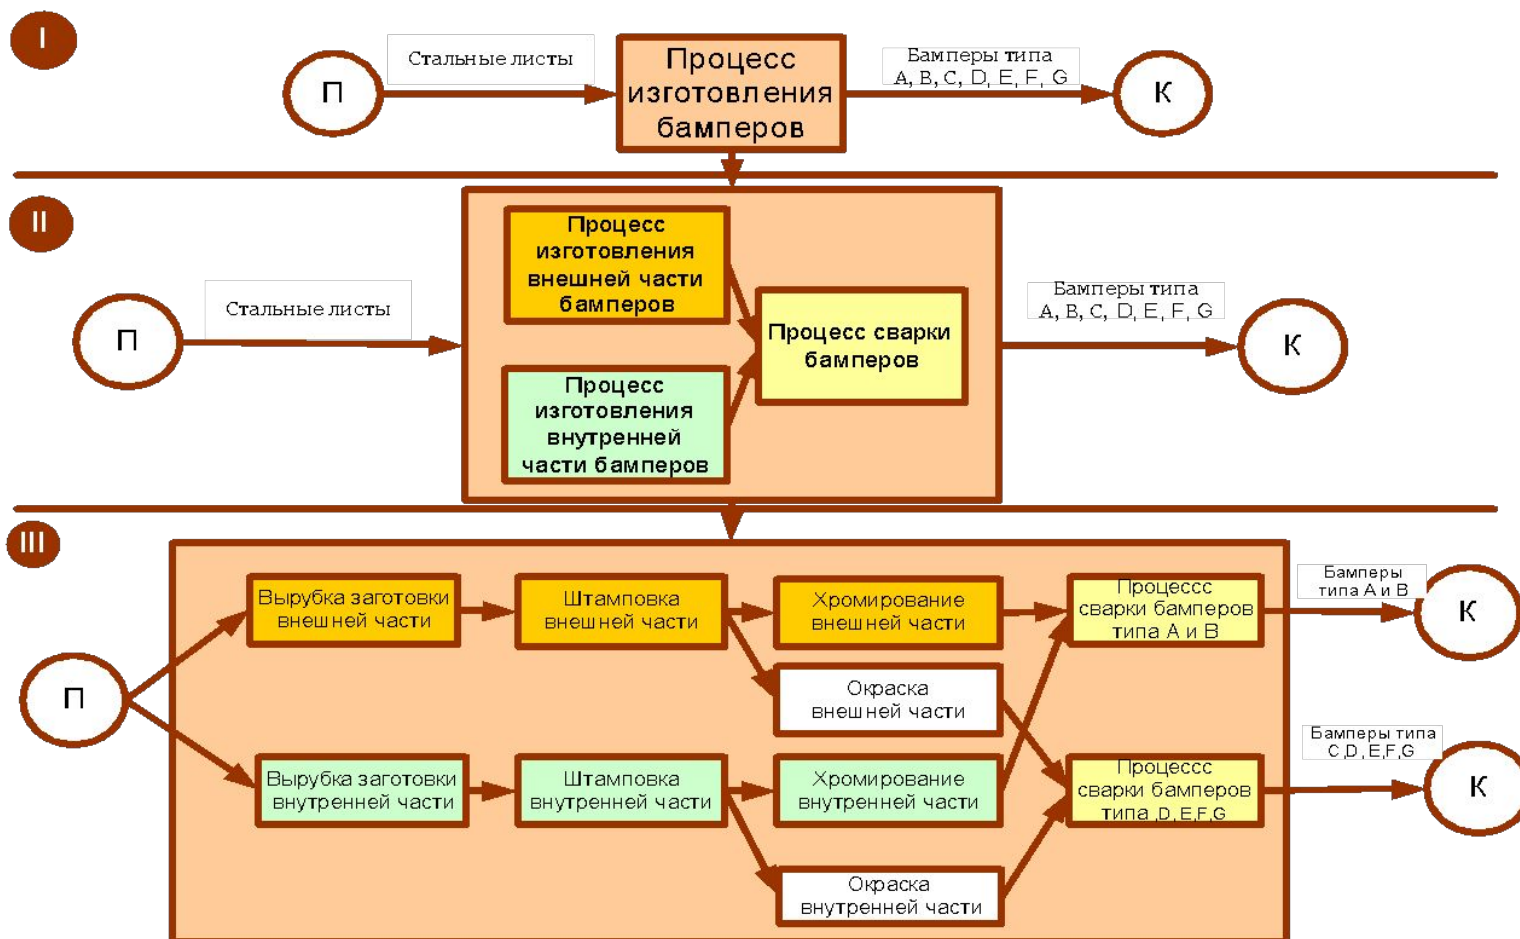 I
П
Стальные листы
Процесс
изготовления
бамперов
Бамперы типа
А, В, С, D, E, F, G
К
II
П
Стальные листы
Процесс
изготовления
внешней части
бамперов
Процесс
изготовления
внутренней
части бамперов
Процесс сварки
бамперов
Бамперы типа
А, В, С, D, E, F, G
К
III
П
Вырубка заготовки
внешней части
Штамповка
внешней части
Хромирование
внешней части
Процессс
сварки бамперов
типа А и В
Бамперы
типа А и В
К
Окраска
внешней части
Вырубка заготовки
внутренней части
Штамповка
внутренней части
Хромирование
внутренней части
Процессс
сварки бамперов
типа ,D, E,F,G
Бамперы типа
C,D, E,F,G
К
Окраска
внутренней части